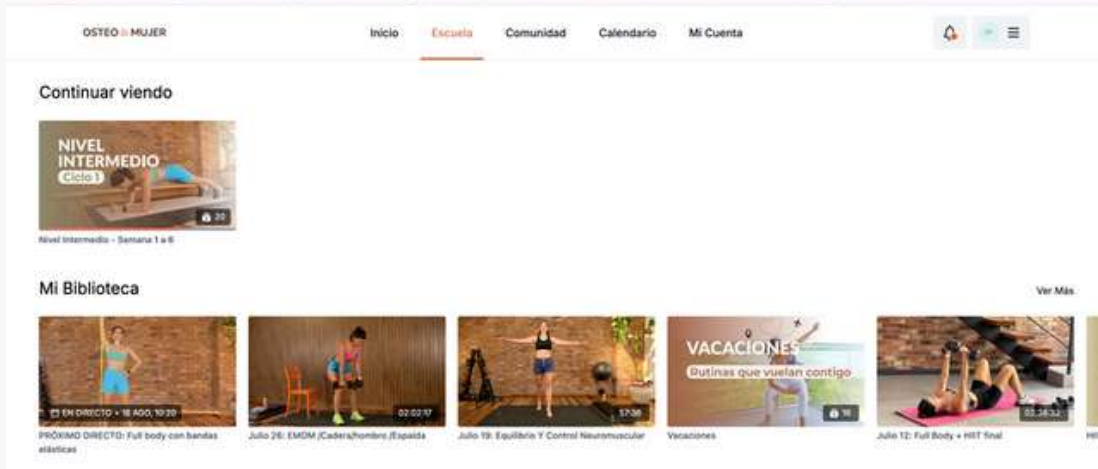 OSTEO & MUJER
Inicio
Escuela
Comunidad
Calendario
Mi Cuenta
Continuar viendo
NIVEL
INTERMEDIO
Ciclo 1
20
Nivel Intermedio - Semana 1 a 6
Mi Biblioteca
Ver Más
EN DIRECTO • 18 AGO, 10:20
02:02:17
57:36
VACACIONES
Rutinas que vuelan contigo
16
02:36:32
PRÓXIMO DIRECTO: Full body con bandas
elásticas
Julio 26: EMOM /Cadera/hombro /Espalda
Julio 19: Equilibrio Y Control Neuromuscular
Vacaciones
Julio 12: Full Body + HIIT final